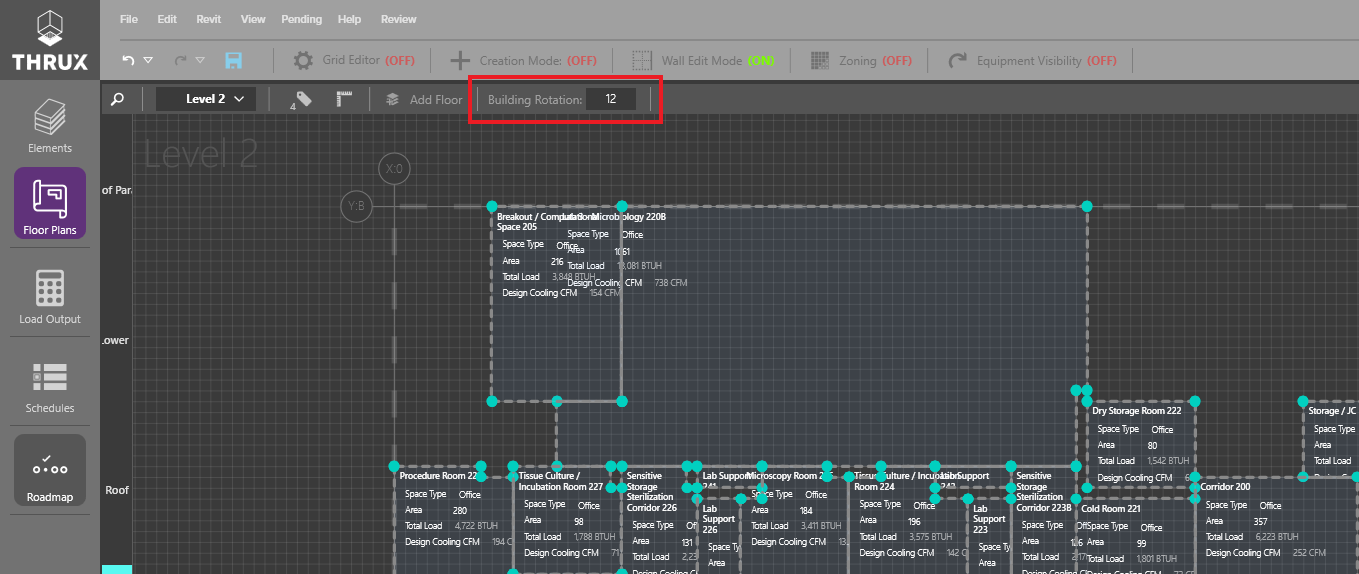 File Edit Revit View Pending Help Review
THRUX
Grid Editor (OFF) Creation Mode: (OFF) Wall Edit Mode (ON) Zoning (OFF) Equipment Visibility (OFF)
Level 2 4 Add Floor Building Rotation: 12
Elements
Floor Plans
Load Output
Schedules
Roadmap
of Para
Lower
Roof
Level 2
X:0
Y:B
Breakout / Computational
Space 205
Space Type Office
Area 216
Total Load 3,848 BTUH
Design Cooling CFM 154 CFM
Microbiology 220B
Space Type Office
Area 1061
Total Load 13,081 BTUH
Design Cooling CFM 738 CFM
Dry Storage Room 222
Space Type Office
Area 80
Total Load 1,542 BTUH
Design Cooling CFM
Storage / JC
Space Type
Area
Total Load
Procedure Room
Space Type Office
Area 280
Total Load 4,722 BTUH
Design Cooling CFM 194 C
Tissue Culture /
Incubation Room 227
Space Type Office
Area 98
Total Load 1,788 BTUH
Design Cooling CFM 71
Sensitive
Storage
Sterilization
Corridor 226
Space Type Office
Area 131
Total Load 2,23
Design Cooling CFM
Lab Support
241
Lab
Support
226
Space Ty
Area
Microscopy Room
Space Type Office
Area 184
Total Load 3,411 BTUH
Design Cooling CFM
Tissue Culture / Incubation
Room 224
Space Type Office
Area 196
Total Load 3,575 BTUH
Design Cooling CFM 142 C
Lab Support
Lab
Support
223
Space Ty
Area
Sensitive
Storage
Sterilization
Corridor 223B
Space Type
Area
Total Load
Design Cooling CFM
Cold Room 221
Space Type Office
Area 99
Total Load 1,801 BTUH
Design Cooling CFM
Corridor 200
Space Type Office
Area 357
Total Load 6,223 BTUH
Design Cooling CFM 252 CFM